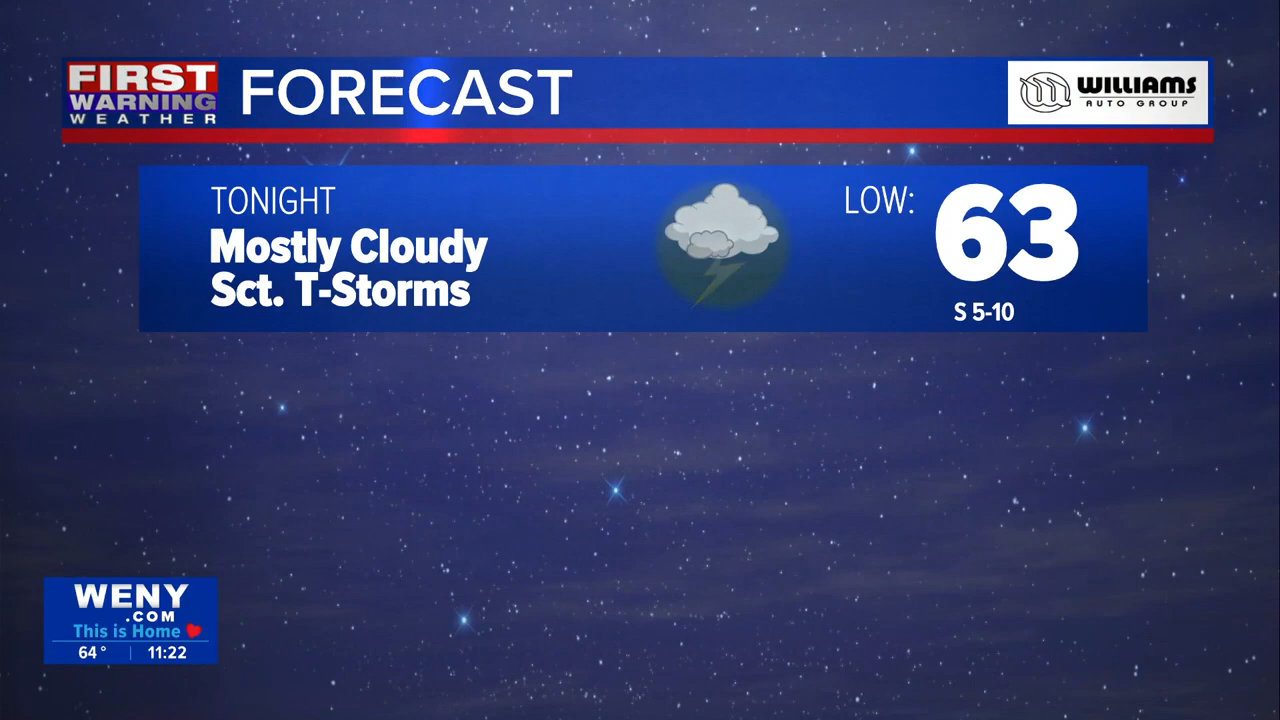 FIRST
WARNING
WEATHER
FORECAST
WILLIAMS
AUTO GROUP
TONIGHT
Mostly Cloudy
Sct. T-Storms
LOW:
63
S 5-10
WENY
.COM
This is Home
64° | 11:22